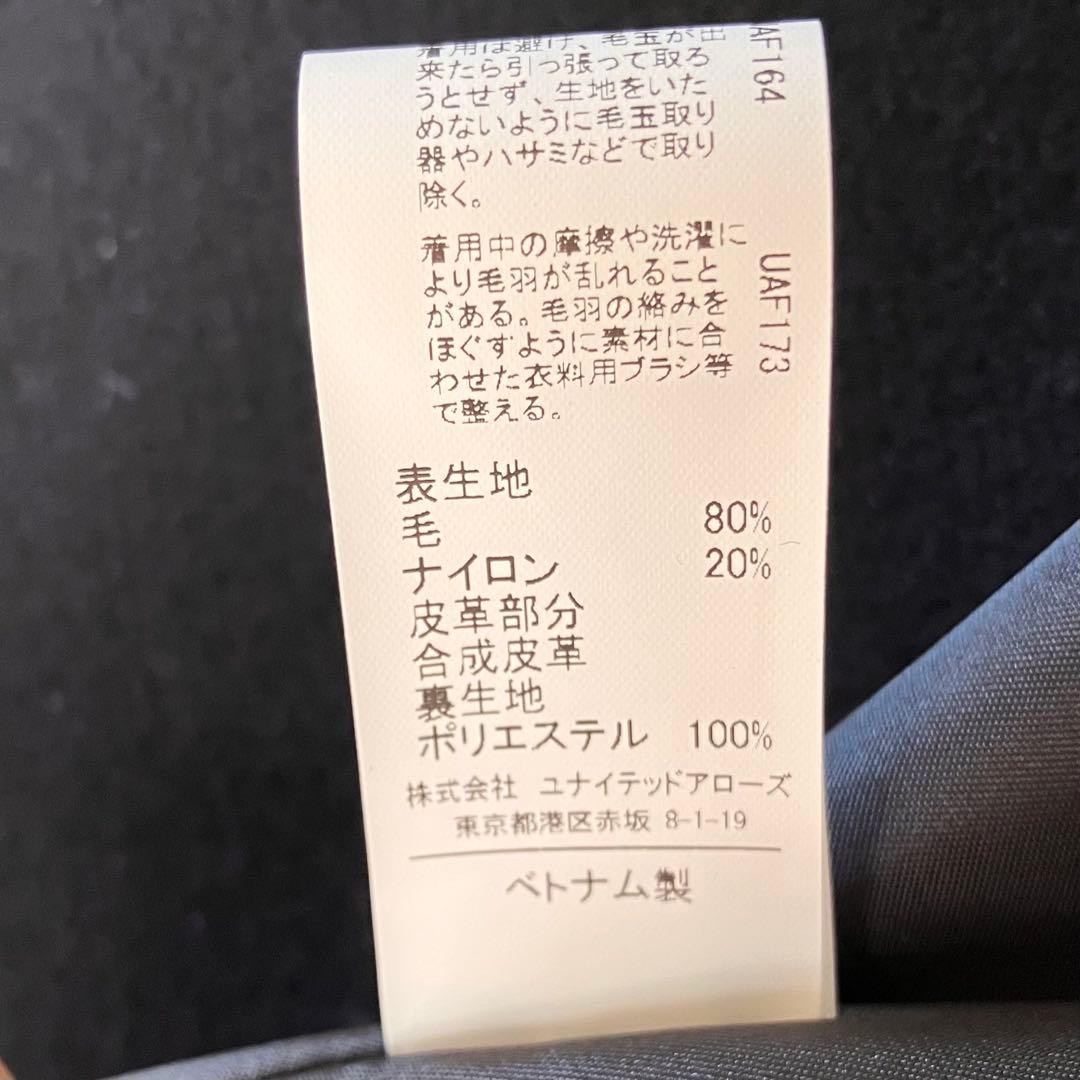 着用は避け、毛玉が出
来たら引っ張って取ろ
うとせず、生地をいた
めないように毛玉取り
器やハサミなどで取り
除く。
AF164
着用中の摩擦や洗濯に
より毛羽が乱れること
がある。毛羽の絡みを
ほぐすように素材に合
わせた衣料用ブラシ等
で整える。
UAF173
表生地
毛 80%
ナイロン 20%
皮革部分
合成皮革
裏生地
ポリエステル 100%
株式会社 ユナイテッドアローズ
東京都港区赤坂 8-1-19
ベトナム製